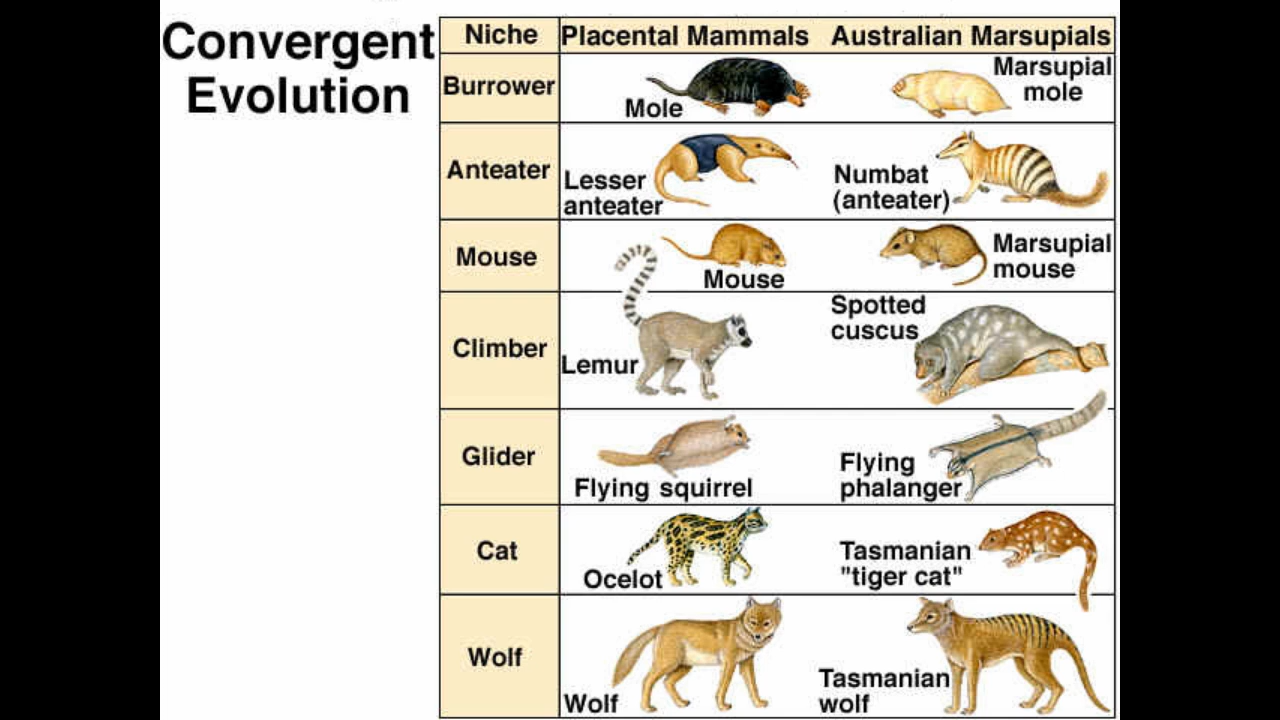 Convergent
Evolution
Niche Placental Mammals Australian Marsupials
Burrower
Mole
Marsupial
mole
Anteater
Lesser
anteater
Numbat
(anteater)
Mouse
Mouse
Marsupial
mouse
Climber
Lemur
Spotted
cuscus
Glider
Flying squirrel
Flying
phalanger
Cat
Ocelot
Tasmanian
"tiger cat"
Wolf
Wolf
Tasmanian
wolf